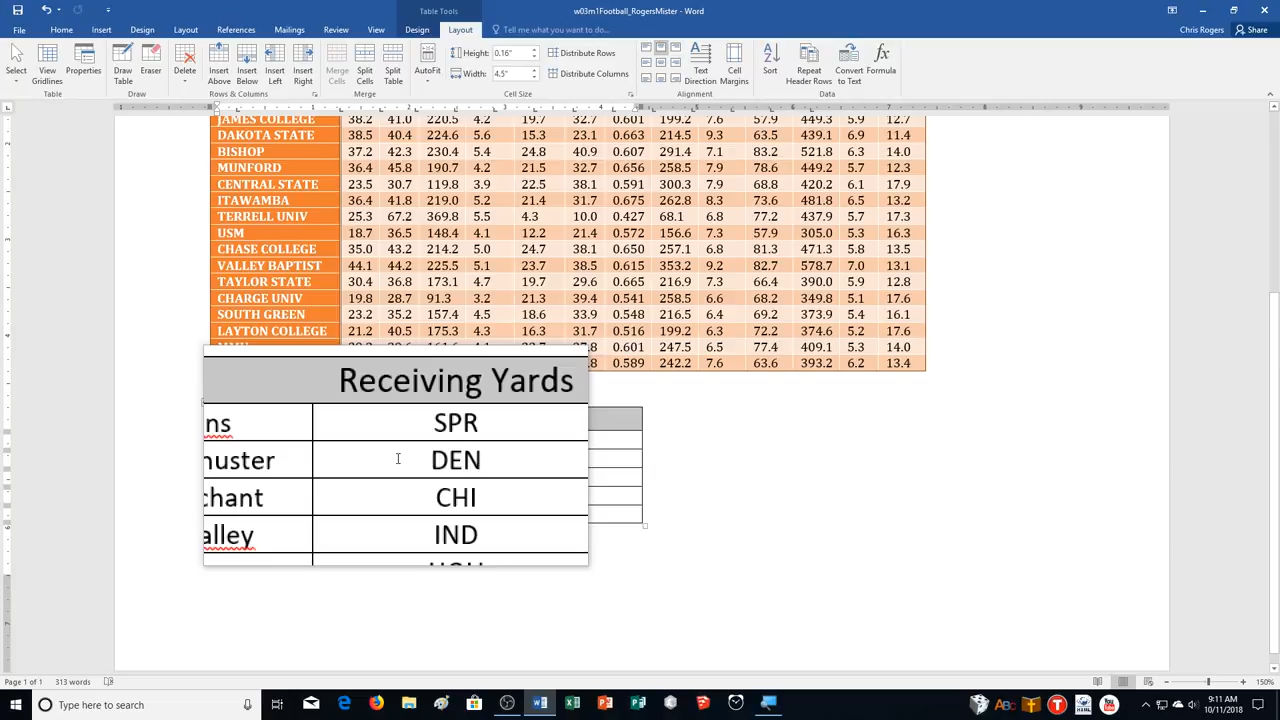 Table Tools
w03m1Football_RogersMister - Word
File Home Insert Design Layout References Mailings Review View Design Layout Tell me what you want to do... Chris Rogers Share
Select View Gridlines Properties Draw Table Eraser Delete Insert Above Insert Below Insert Left Insert Right Merge Cells Split Cells Split Table AutoFit Height: 0.16" Distribute Rows
Width: 4.5" Distribute Columns Text Direction Cell Margins Sort Repeat Header Rows Convert to Text Formula
Table Draw Rows & Columns Merge Cell Size Alignment Data
JAMES COLLEGE 38.2 41.0 220.5 4.2 19.7 32.7 0.601 199.2 7.6 57.9 449.3 5.9 12.7
DAKOTA STATE 38.5 40.4 224.6 5.6 15.3 23.1 0.663 214.5 9.3 63.5 439.1 6.9 11.4
BISHOP 37.2 42.3 230.4 5.4 24.8 40.9 0.607 291.4 7.1 83.2 521.8 6.3 14.0
MUNFORD 36.4 45.8 190.7 4.2 21.5 32.7 0.656 258.5 7.9 78.6 449.2 5.7 12.3
CENTRAL STATE 23.5 30.7 119.8 3.9 22.5 38.1 0.591 300.3 7.9 68.8 420.2 6.1 17.9
ITAWAMBA 36.4 41.8 219.0 5.2 21.4 31.7 0.675 262.8 8.3 73.6 481.8 6.5 13.2
TERRELL UNIV 25.3 67.2 369.8 5.5 4.3 10.0 0.427 68.1 6.8 77.2 437.9 5.7 17.3
USM 18.7 36.5 148.4 4.1 12.2 21.4 0.572 156.6 7.3 57.9 305.0 5.3 16.3
CHASE COLLEGE 35.0 43.2 214.2 5.0 24.7 38.1 0.650 257.1 6.8 81.3 471.3 5.8 13.5
VALLEY BAPTIST 44.1 44.2 225.5 5.1 23.7 38.5 0.615 353.2 9.2 82.7 578.7 7.0 13.1
TAYLOR STATE 30.4 36.8 173.1 4.7 19.7 29.6 0.665 216.9 7.3 66.4 390.0 5.9 12.8
CHARGE UNIV 19.8 28.7 91.3 3.2 21.3 39.4 0.541 258.5 6.6 68.2 349.8 5.1 17.6
SOUTH GREEN 23.2 35.2 157.4 4.5 18.6 33.9 0.548 216.5 6.4 69.2 373.9 5.4 16.1
LAYTON COLLEGE 21.2 40.5 175.3 4.3 16.3 31.7 0.516 199.2 6.3 72.2 374.6 5.2 17.6
0.601 247.5 6.5 77.4 409.1 5.3 14.0
.8 0.589 242.2 7.6 63.6 393.2 6.2 13.4
Receiving Yards
ns SPR
nuster DEN
chant CHI
alley IND
Page 1 of 1 313 words 150%
Type here to search 9:11 AM
10/11/2018